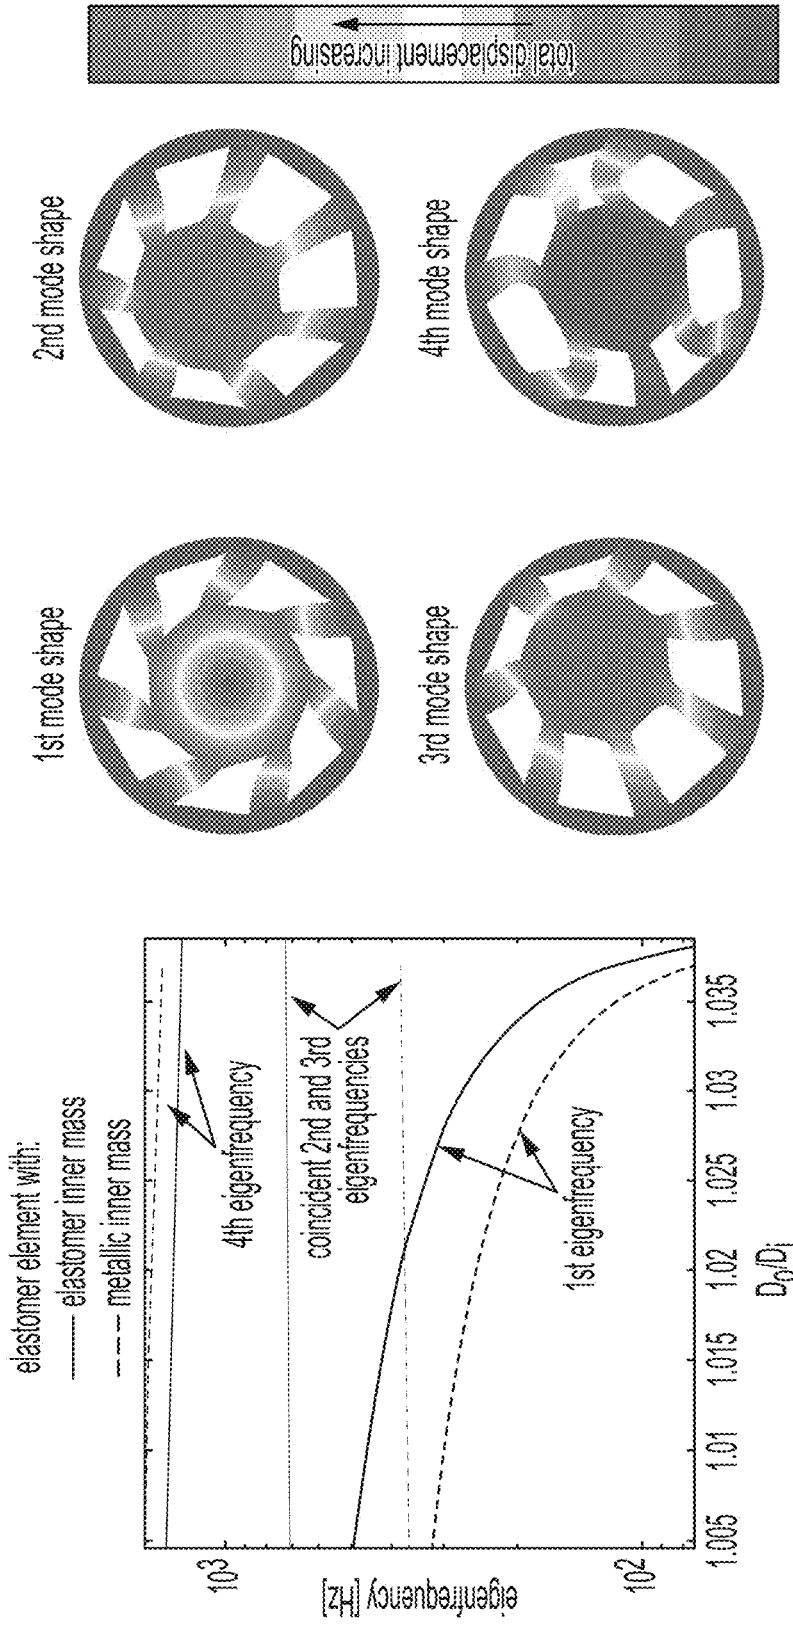 elastomer element with:
elastomer inner mass
metallic inner mass
10³
10²
eigenfrequency [Hz]
4th eigenfrequency
coincident 2nd and 3rd
eigenfrequencies
1st eigenfrequency
1.005 1.01 1.015 1.02 1.025 1.03 1.035
D₀/Dᵢ
1st mode shape
2nd mode shape
3rd mode shape
4th mode shape
total displacement increasing